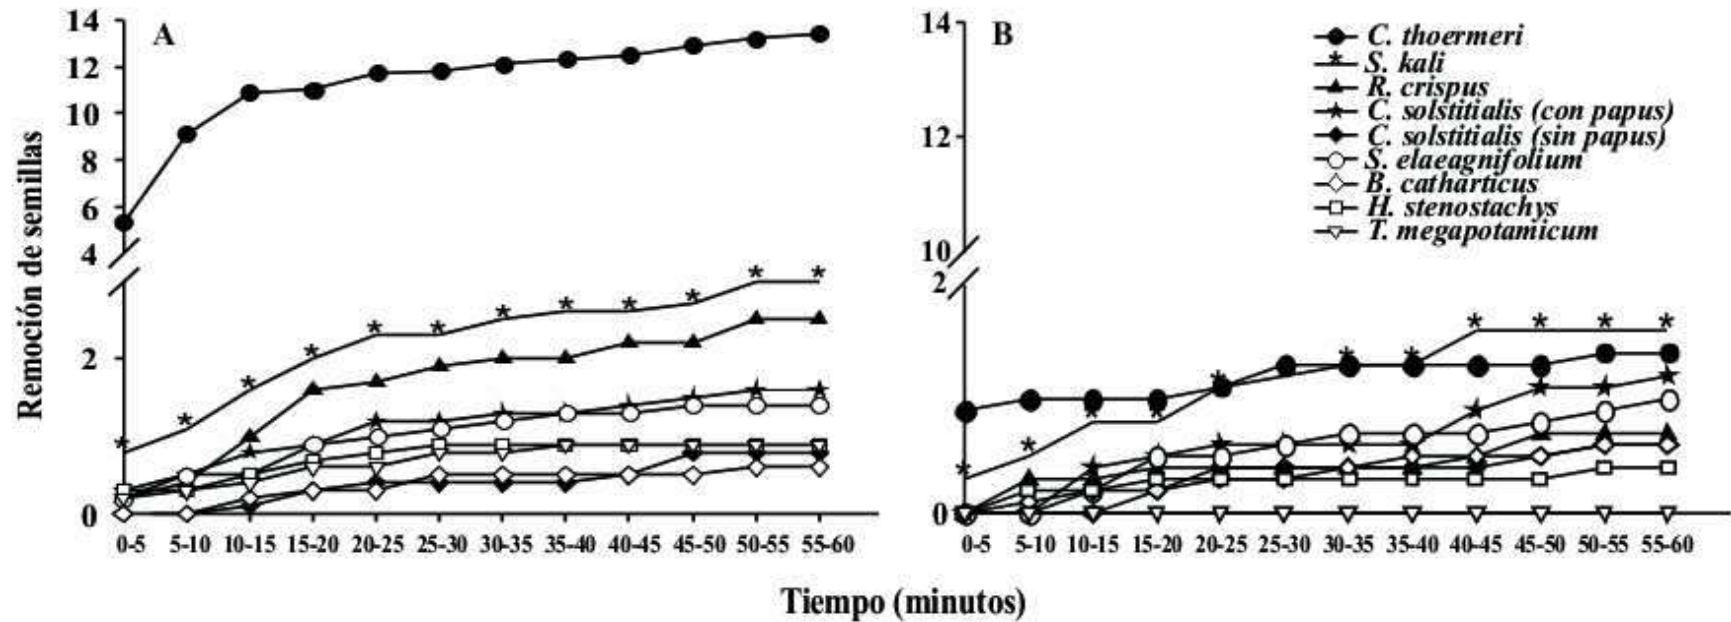 A
14
12
10
8
6
4
2
0
Remoción de semillas
0-5 5-10 10-15 15-20 20-25 25-30 30-35 35-40 40-45 45-50 50-55 55-60
B
14
12
10
2
0
C. thoermeri
S. kali
R. crispus
C. solstitialis (con papus)
C. solstitialis (sin papus)
S. elaeagnifolium
B. catharticus
H. stenostachys
T. megapotamicum
0-5 5-10 10-15 15-20 20-25 25-30 30-35 35-40 40-45 45-50 50-55 55-60
Tiempo (minutos)